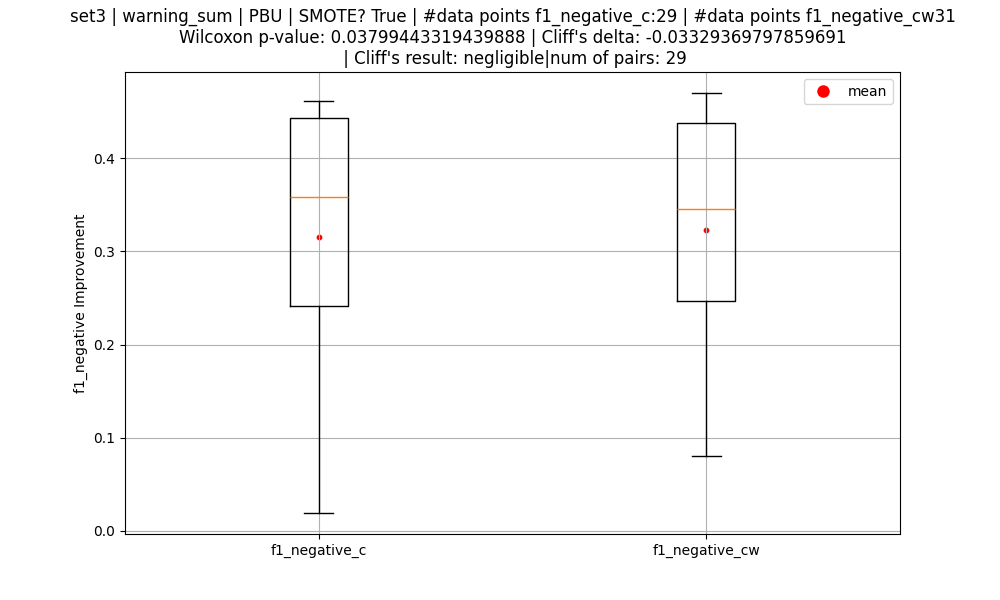 set3 | warning_sum | PBU | SMOTE? True | #data points f1_negative_c:29 | #data points f1_negative_cw31
Wilcoxon p-value: 0.03799443319439888 | Cliff's delta: -0.03329369797859691
| Cliff's result: negligible|num of pairs: 29
mean
0.4
0.3
0.2
0.1
0.0
f1_negative Improvement
f1_negative_c
f1_negative_cw